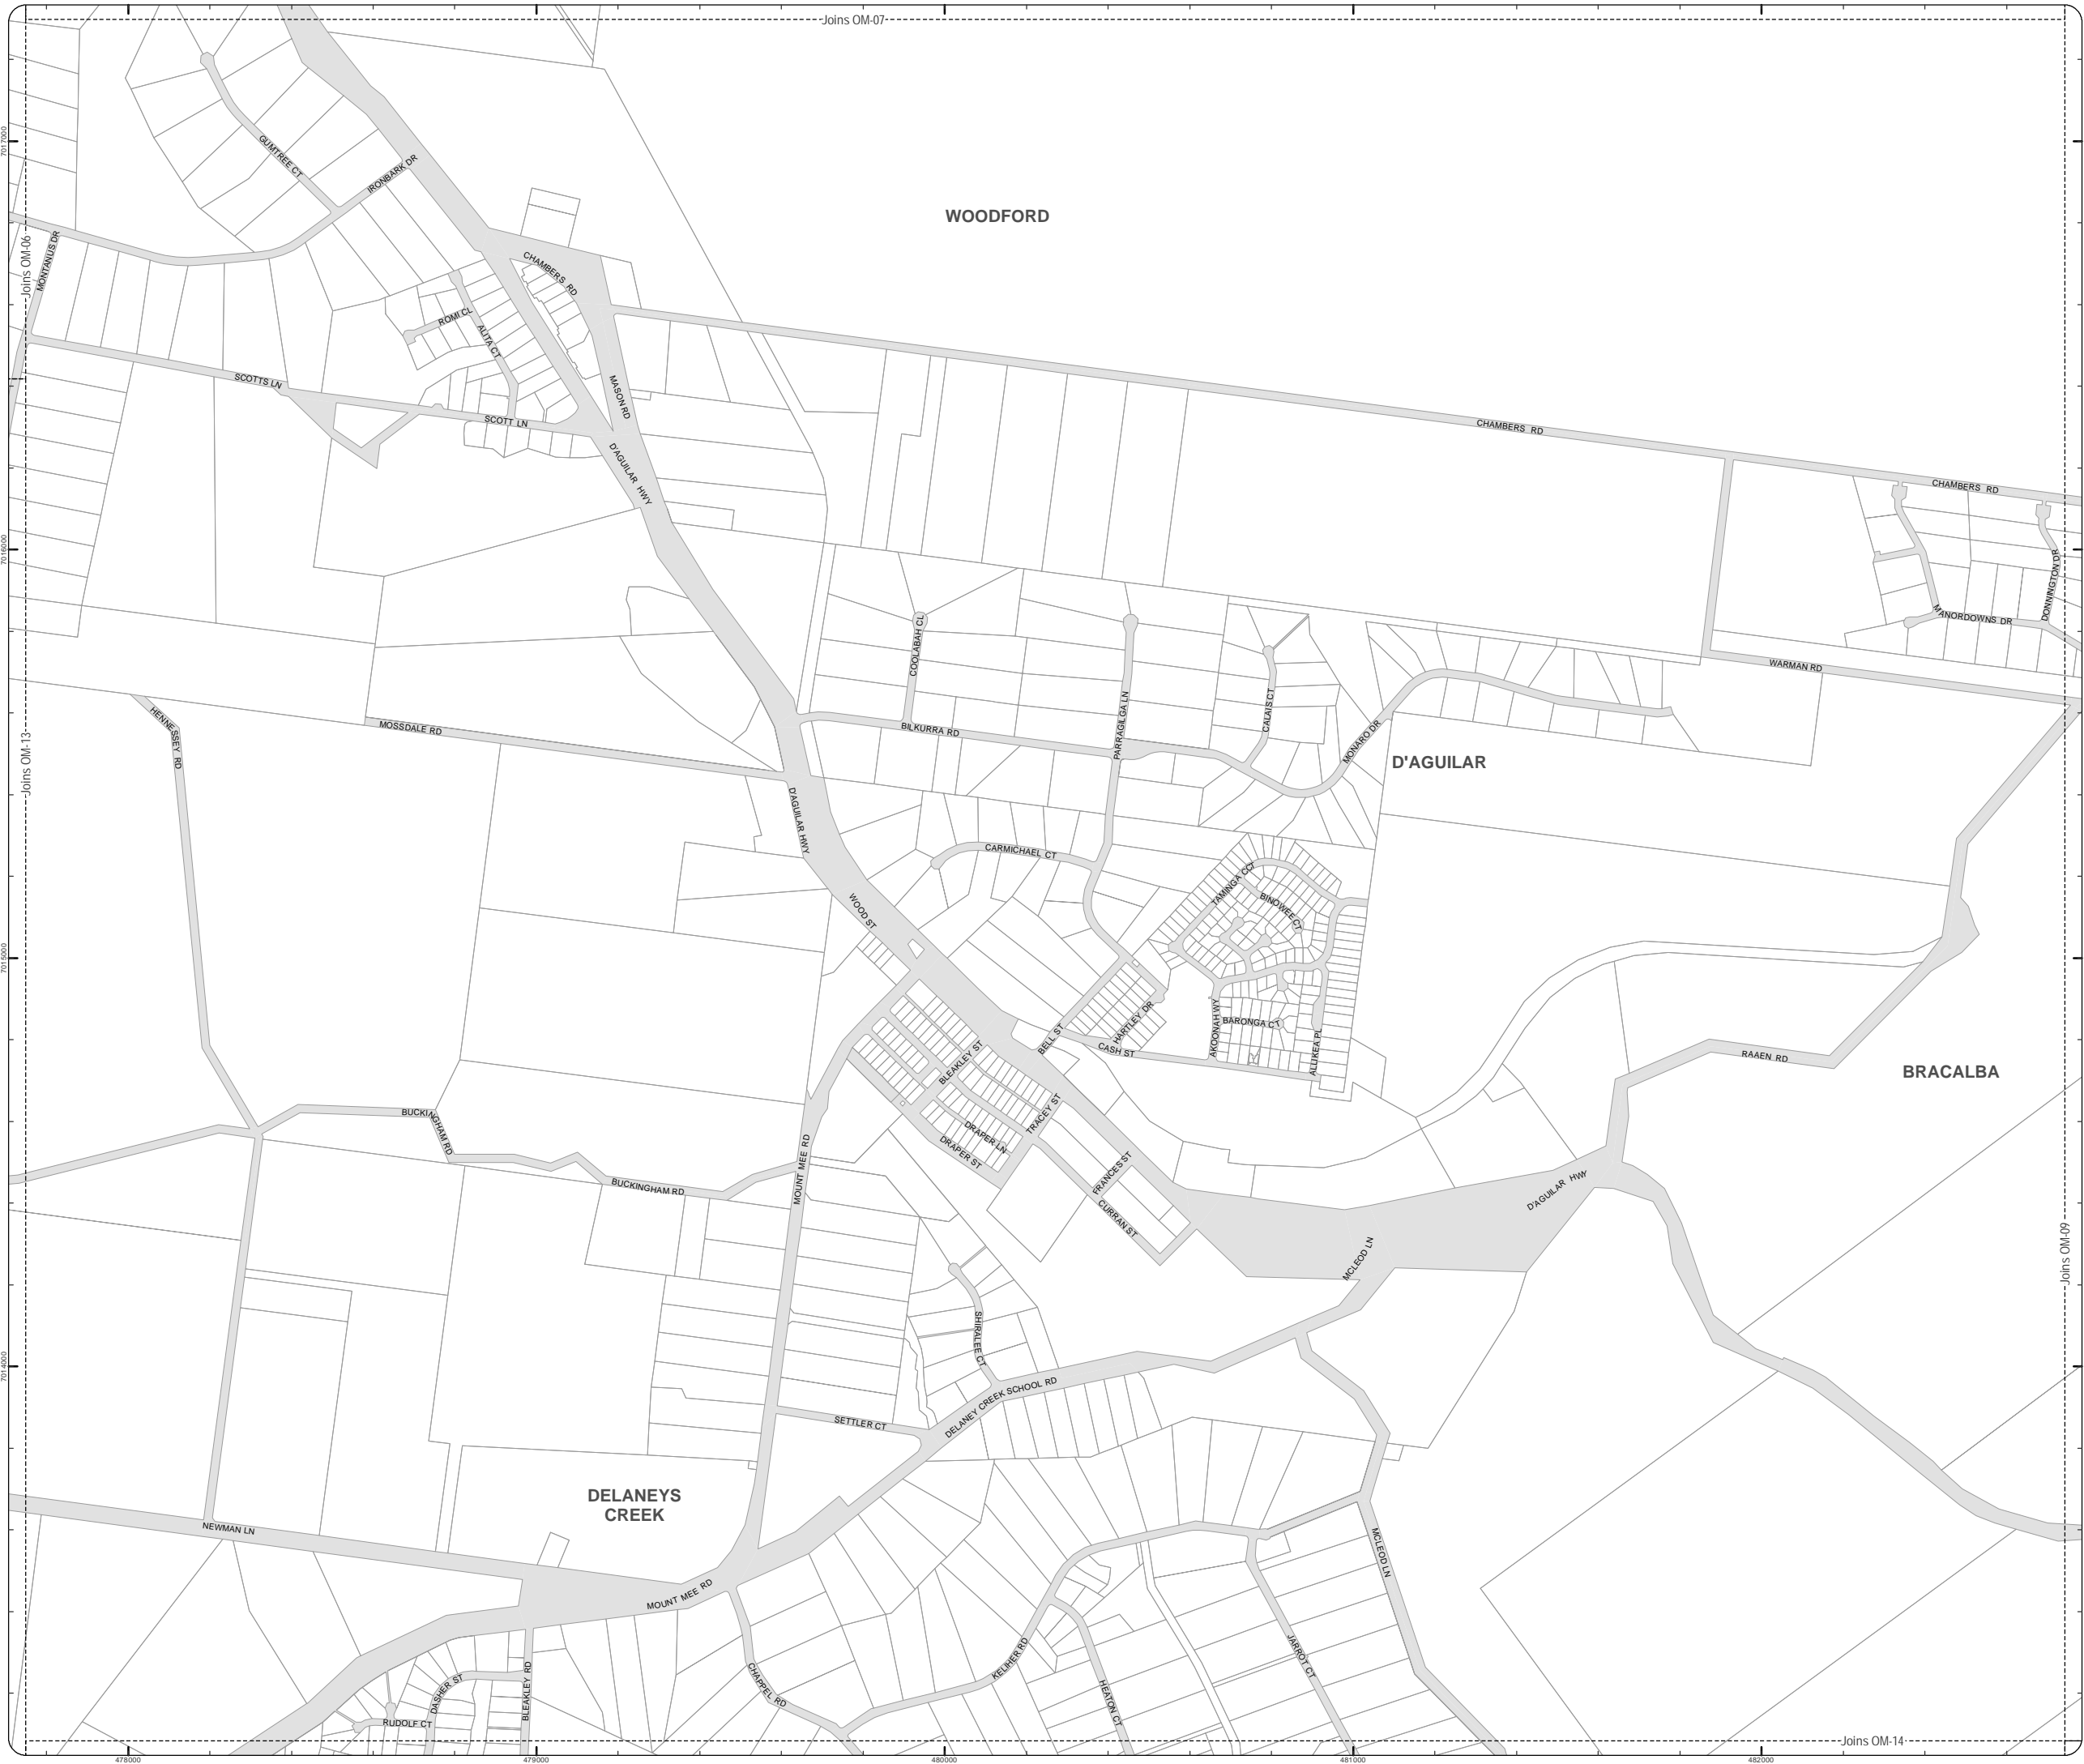 Joins OM-07
7017000
GUMTREE CT
IRONBARK DR
WOODFORD
Joins OM-06
MONTANUS DR
CHAMBERS RD
ROMI CL
ALITA CT
SCOTTS LN
MASON RD
SCOTT LN
CHAMBERS RD
D'AGUILAR HWY
CHAMBERS RD
7016000
DONNINGTON DR
MANORDOWNS DR
COOLABAH CL
WARMAN RD
HENNESSEY RD
MOSSDALE RD
BILKURRA RD
PARRAGILGA LN
CALAIS CT
MONARO DR
D'AGUILAR
Joins OM-13
D'AGUILAR HWY
CARMICHAEL CT
WOOD ST
TAMINGA CCT
BINOWEE CT
7015000
HARTLEY DR
BARONGA CT
AKOONAH WY
BELL ST
CASH ST
ALLIKEA PL
BLEAKLEY ST
RAAEN RD
BRACALBA
BUCKINGHAM RD
TRACEY ST
DRAPER LN
DRAPER ST
MOUNT MEE RD
BUCKINGHAM RD
FRANCES ST
CURRAN ST
D'AGUILAR HWY
MCLEOD LN
Joins OM-09
SHIRALEE CT
7014000
DELANEY CREEK SCHOOL RD
SETTLER CT
DELANEYS
CREEK
NEWMAN LN
MCLEOD LN
MOUNT MEE RD
KELIHER RD
JARROT CT
CHAPPEL RD
HEATON CT
DASHER ST
BLEAKLEY RD
RUDOLF CT
Joins OM-14
478000
479000
480000
481000
482000